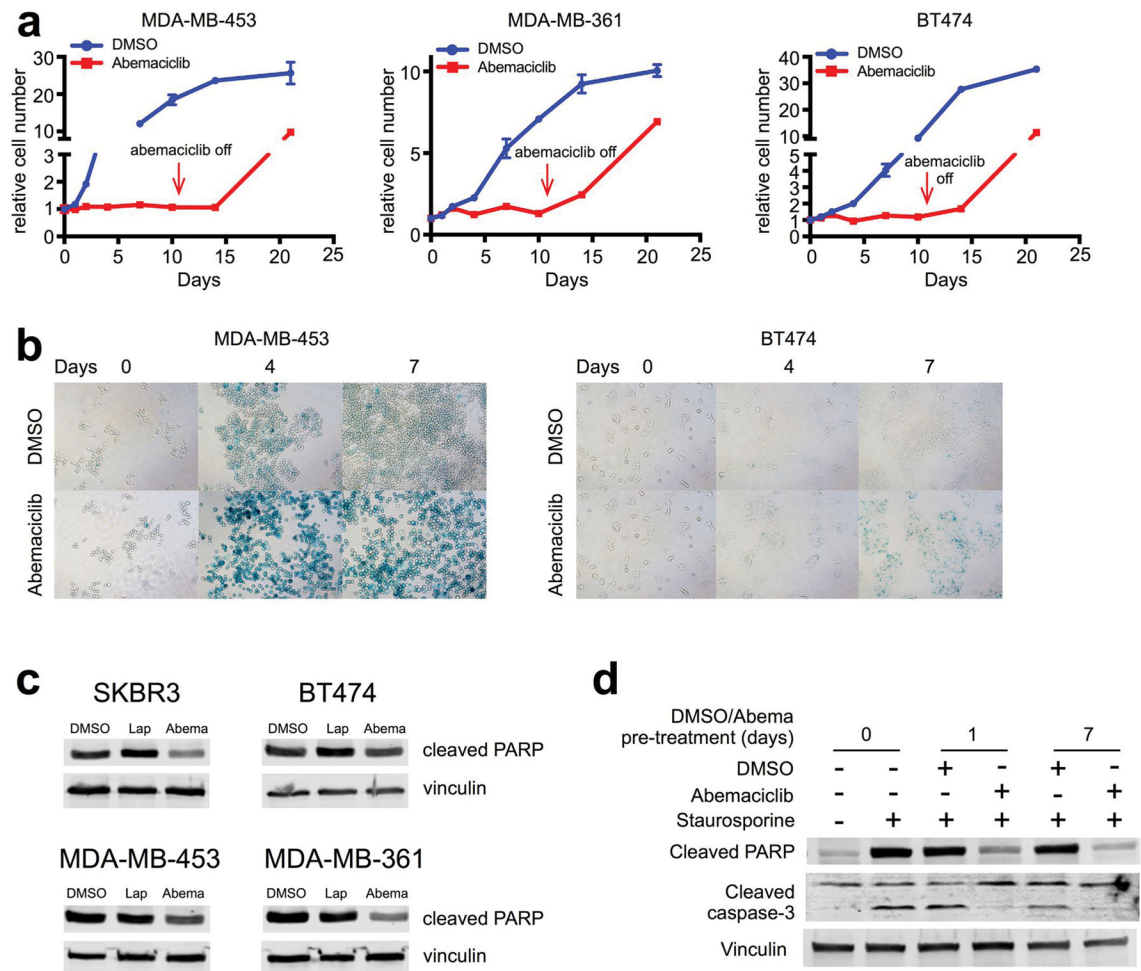 a
MDA-MB-453
DMSO
Abemaciclib
relative cell number
30
20
10
3
2
1
0
abemaciclib off
0 5 10 15 20 25
Days
MDA-MB-361
DMSO
Abemaciclib
relative cell number
10
5
0
abemaciclib off
0 5 10 15 20 25
Days
BT474
DMSO
Abemaciclib
relative cell number
40
30
20
10
5
4
3
2
1
0
abemaciclib
off
0 5 10 15 20 25
Days
b
MDA-MB-453
Days 0 4 7
DMSO
Abemaciclib
BT474
Days 0 4 7
DMSO
Abemaciclib
c
SKBR3
DMSO Lap Abema
BT474
DMSO Lap Abema
cleaved PARP
vinculin
MDA-MB-453
DMSO Lap Abema
MDA-MB-361
DMSO Lap Abema
cleaved PARP
vinculin
d
DMSO/Abema
pre-treatment (days) 0 1 7
DMSO - - + - + -
Abemaciclib - - - + - +
Staurosporine - + + + + +
Cleaved PARP
Cleaved
caspase-3
Vinculin